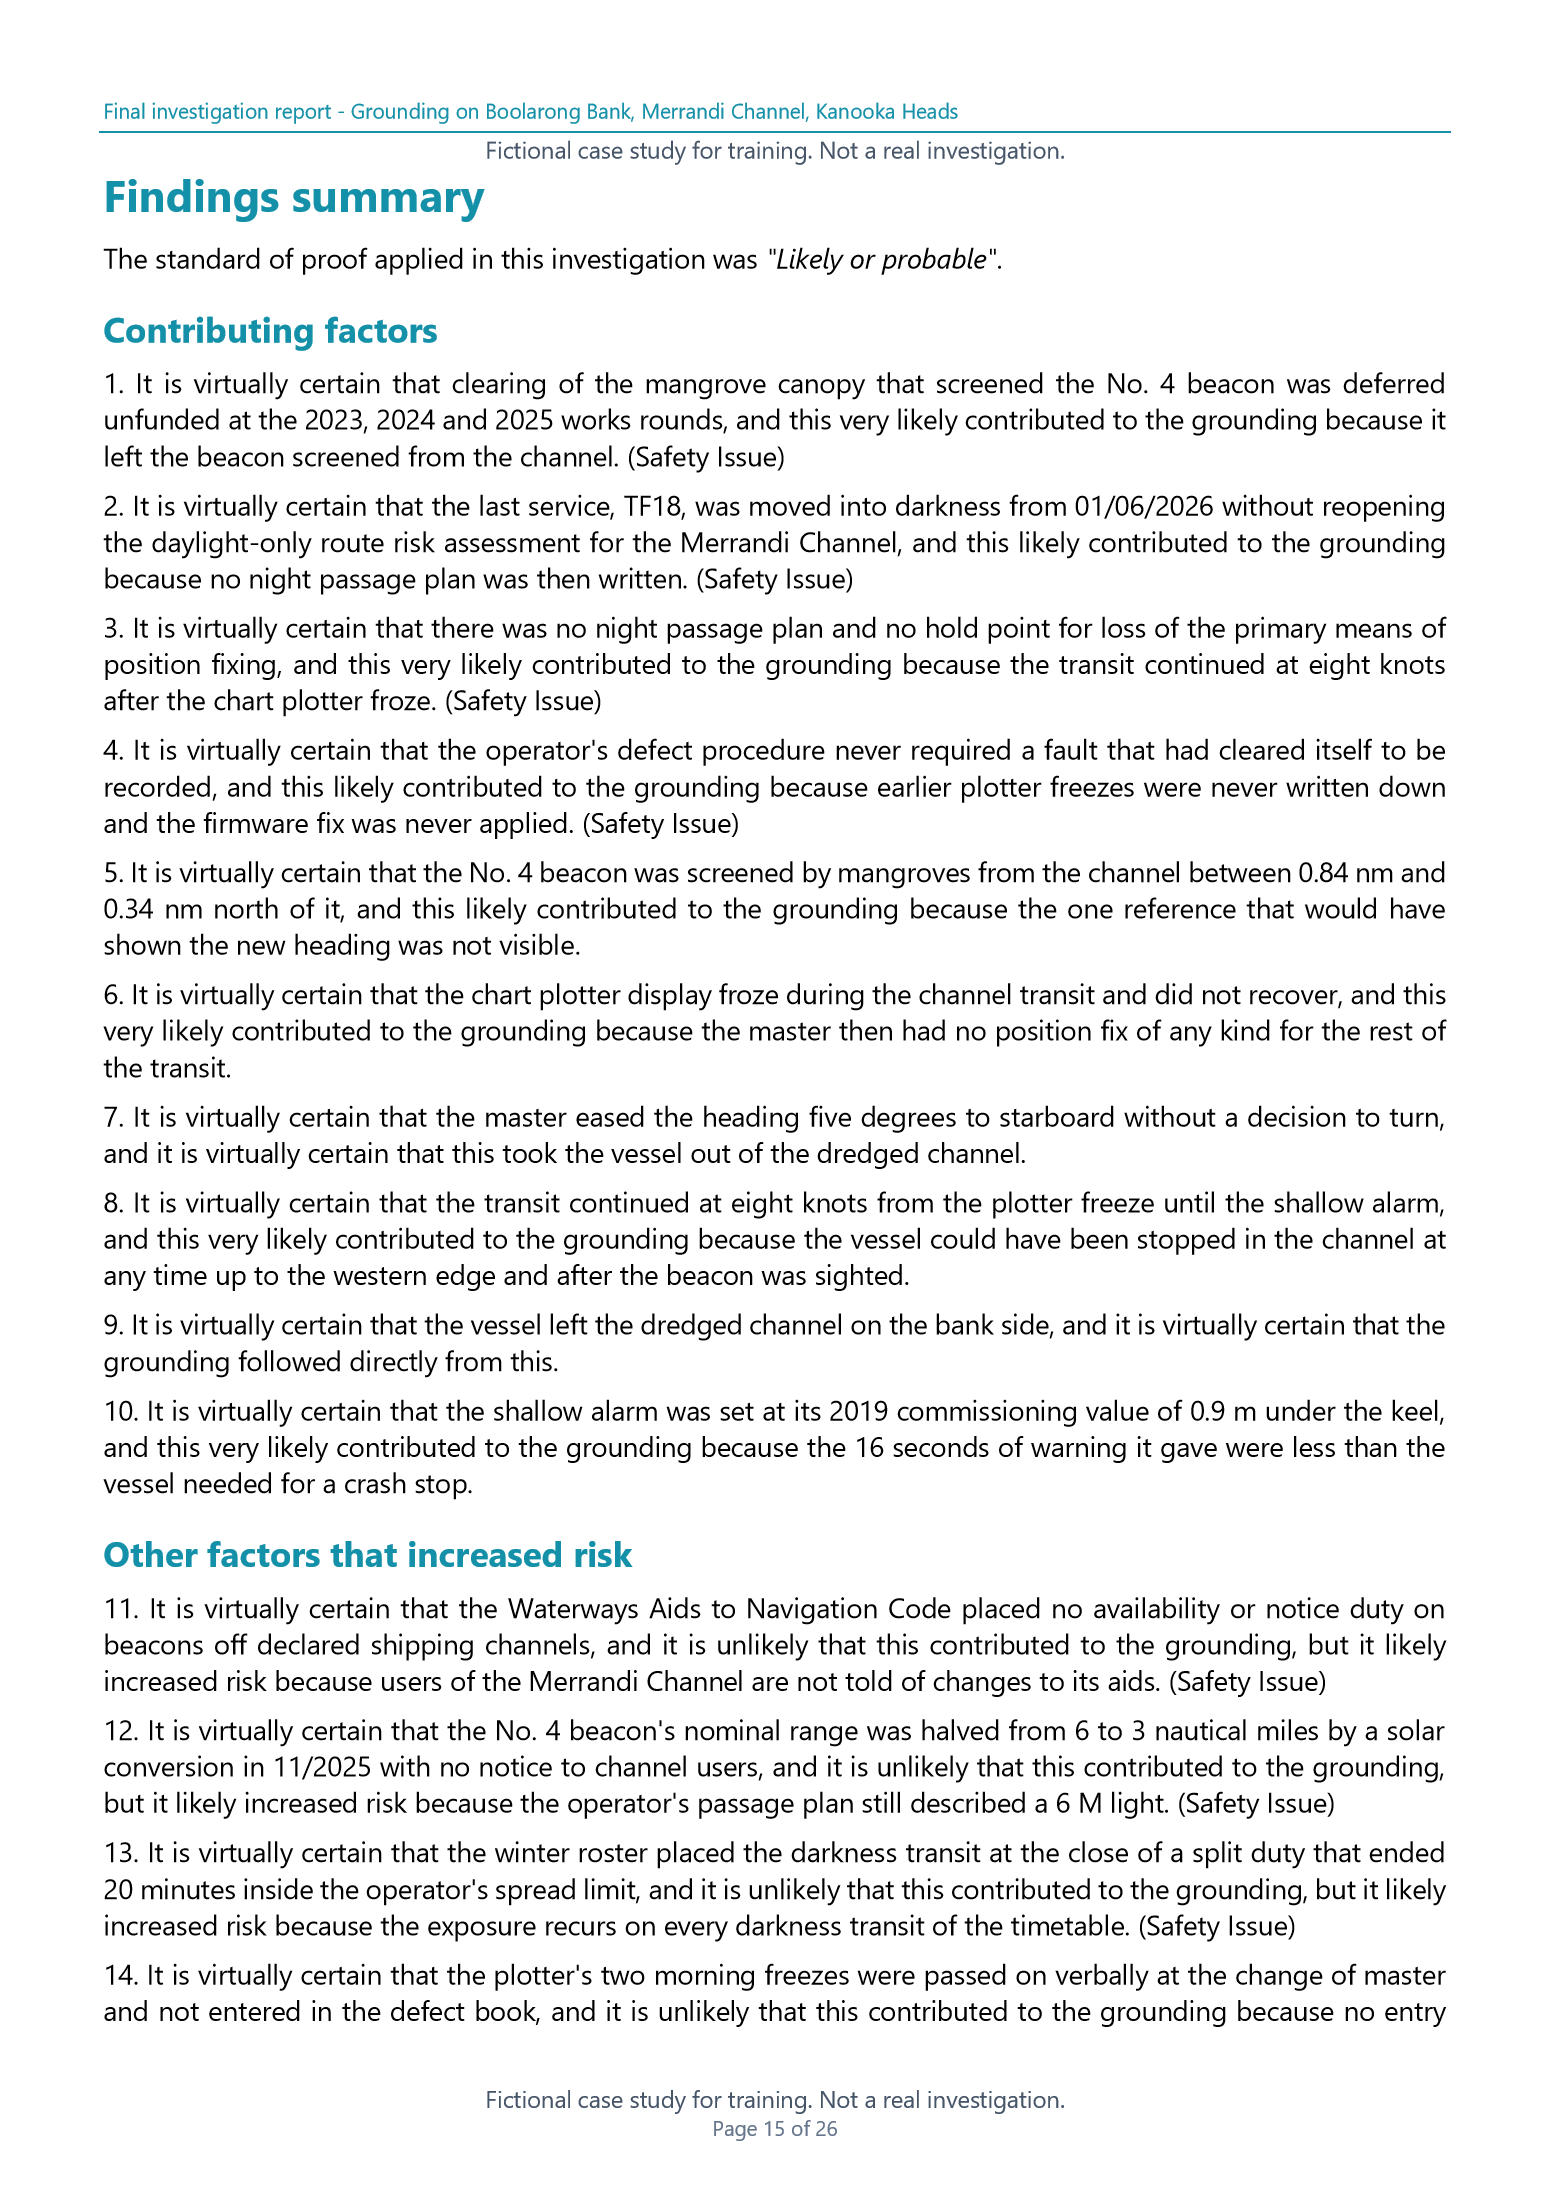 Final investigation report - Grounding on Boolarong Bank, Merrandi Channel, Kanooka Heads
Fictional case study for training. Not a real investigation.
Findings summary
The standard of proof applied in this investigation was "Likely or probable".
Contributing factors
1. It is virtually certain that clearing of the mangrove canopy that screened the No. 4 beacon was deferred
unfunded at the 2023, 2024 and 2025 works rounds, and this very likely contributed to the grounding because it
left the beacon screened from the channel. (Safety Issue)
2. It is virtually certain that the last service, TF18, was moved into darkness from 01/06/2026 without reopening
the daylight-only route risk assessment for the Merrandi Channel, and this likely contributed to the grounding
because no night passage plan was then written. (Safety Issue)
3. It is virtually certain that there was no night passage plan and no hold point for loss of the primary means of
position fixing, and this very likely contributed to the grounding because the transit continued at eight knots
after the chart plotter froze. (Safety Issue)
4. It is virtually certain that the operator's defect procedure never required a fault that had cleared itself to be
recorded, and this likely contributed to the grounding because earlier plotter freezes were never written down
and the firmware fix was never applied. (Safety Issue)
5. It is virtually certain that the No. 4 beacon was screened by mangroves from the channel between 0.84 nm and
0.34 nm north of it, and this likely contributed to the grounding because the one reference that would have
shown the new heading was not visible.
6. It is virtually certain that the chart plotter display froze during the channel transit and did not recover, and this
very likely contributed to the grounding because the master then had no position fix of any kind for the rest of
the transit.
7. It is virtually certain that the master eased the heading five degrees to starboard without a decision to turn,
and it is virtually certain that this took the vessel out of the dredged channel.
8. It is virtually certain that the transit continued at eight knots from the plotter freeze until the shallow alarm,
and this very likely contributed to the grounding because the vessel could have been stopped in the channel at
any time up to the western edge and after the beacon was sighted.
9. It is virtually certain that the vessel left the dredged channel on the bank side, and it is virtually certain that the
grounding followed directly from this.
10. It is virtually certain that the shallow alarm was set at its 2019 commissioning value of 0.9 m under the keel,
and this very likely contributed to the grounding because the 16 seconds of warning it gave were less than the
vessel needed for a crash stop.
Other factors that increased risk
11. It is virtually certain that the Waterways Aids to Navigation Code placed no availability or notice duty on
beacons off declared shipping channels, and it is unlikely that this contributed to the grounding, but it likely
increased risk because users of the Merrandi Channel are not told of changes to its aids. (Safety Issue)
12. It is virtually certain that the No. 4 beacon's nominal range was halved from 6 to 3 nautical miles by a solar
conversion in 11/2025 with no notice to channel users, and it is unlikely that this contributed to the grounding,
but it likely increased risk because the operator's passage plan still described a 6 M light. (Safety Issue)
13. It is virtually certain that the winter roster placed the darkness transit at the close of a split duty that ended
20 minutes inside the operator's spread limit, and it is unlikely that this contributed to the grounding, but it likely
increased risk because the exposure recurs on every darkness transit of the timetable. (Safety Issue)
14. It is virtually certain that the plotter's two morning freezes were passed on verbally at the change of master
and not entered in the defect book, and it is unlikely that this contributed to the grounding because no entry
Fictional case study for training. Not a real investigation.
Page 15 of 26